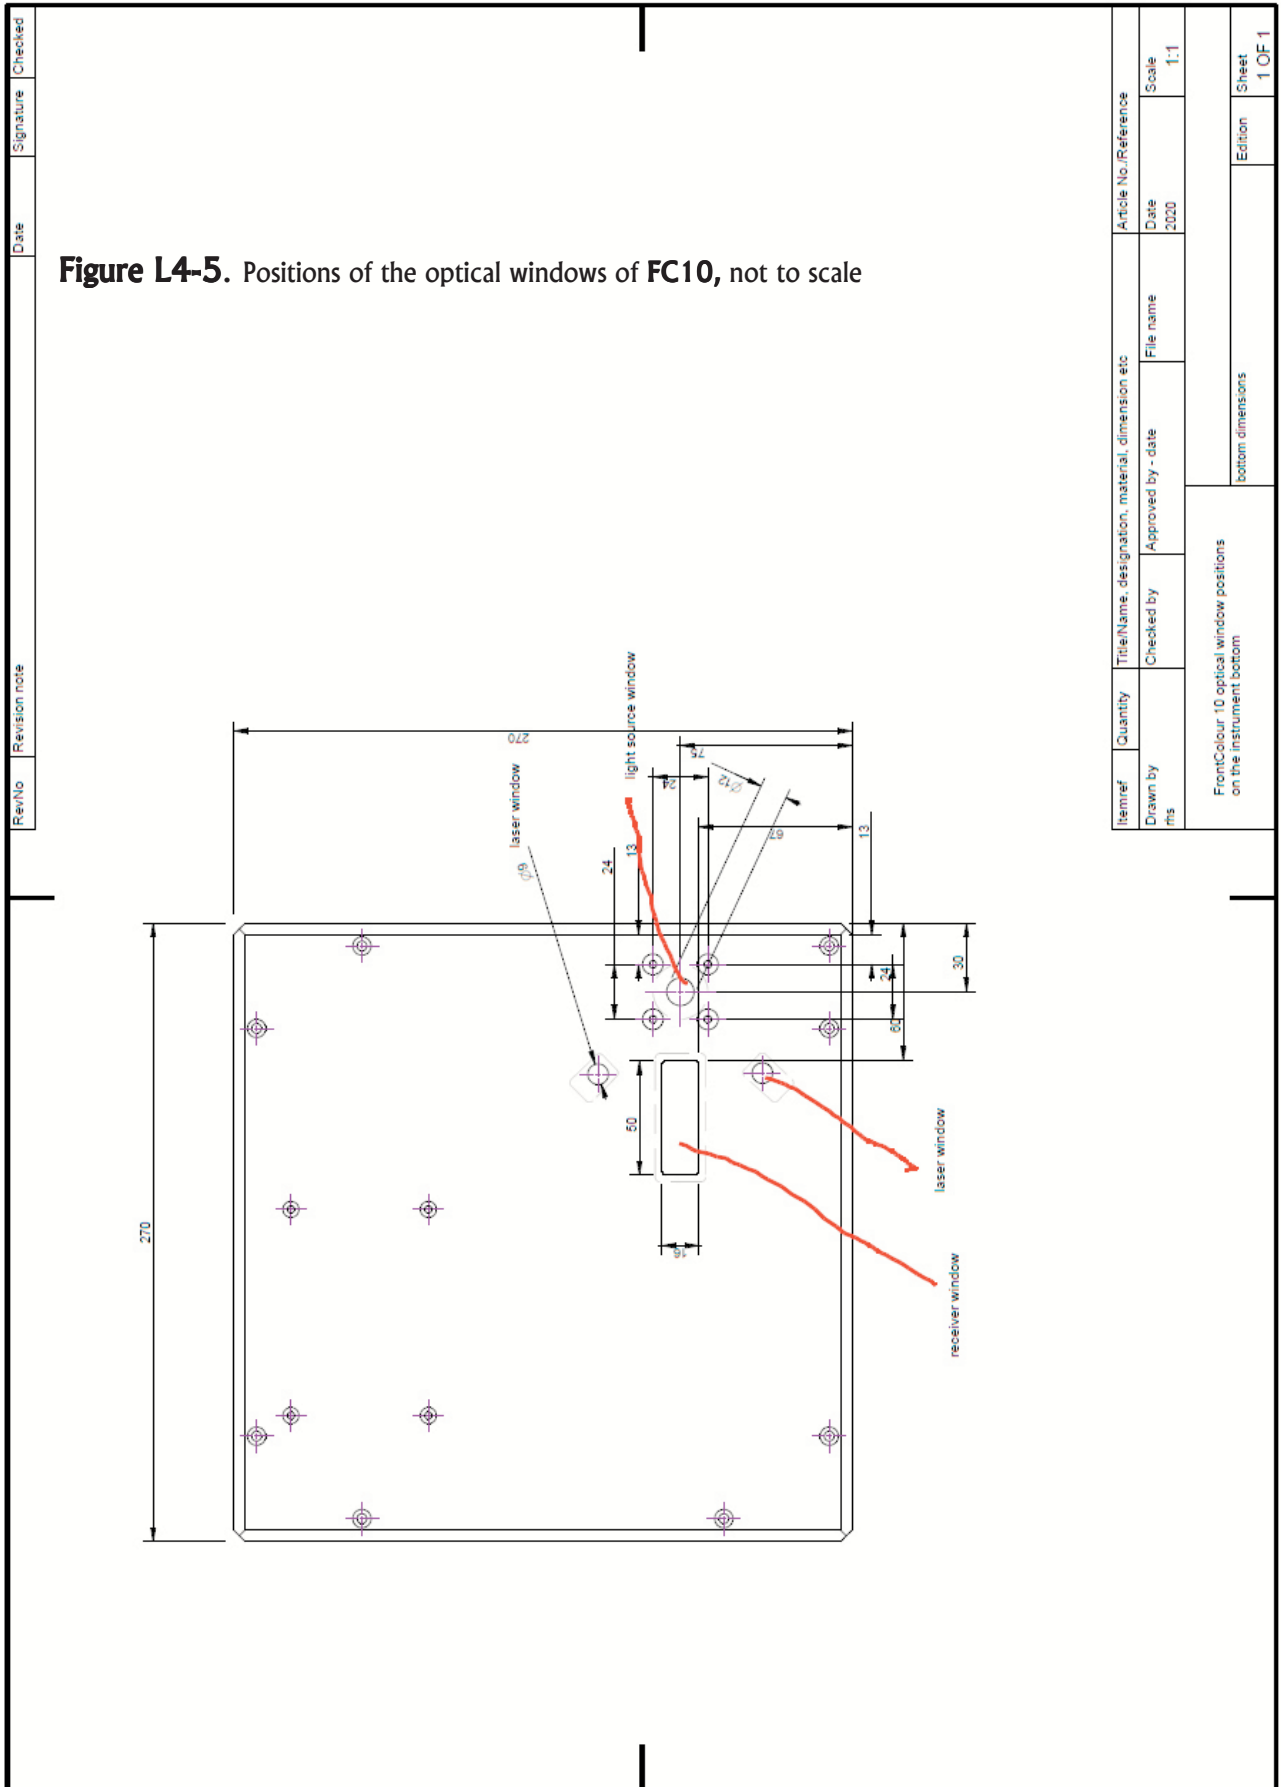 RevNo Revision note Date Signature Checked
Figure L4-5. Positions of the optical windows of FC10, not to scale
Itemref Quantity Title/Name, designation, material, dimension etc Article No./Reference
Drawn by Checked by Approved by - date File name Date Scale
rhs 2020 1:1
FrontColour 10 optical window positions
on the instrument bottom
bottom dimensions
Edition Sheet
1 OF 1
light source window
laser window
270
75
24
Ø12
Ø9
67
13
24
13
24
60
30
50
16
270
laser window
receiver window